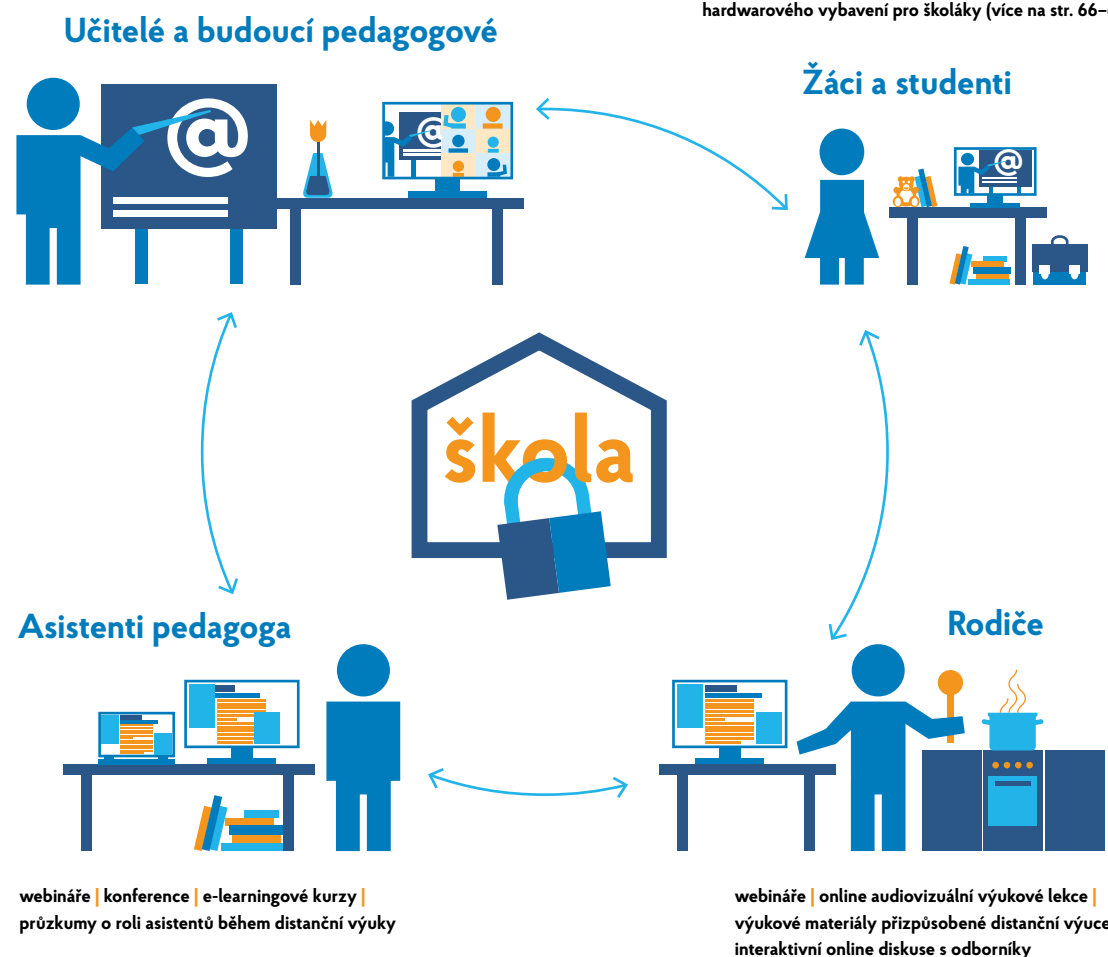 hardwarového vybavení pro školáky (více na str. 66–
Učitelé a budoucí pedagogové
Žáci a studenti
@
@
@
škola
Asistenti pedagoga
Rodiče
webináře | konference | e-learningové kurzy |
průzkumy o roli asistentů během distanční výuky
webináře | online audiovizuální výukové lekce |
výukové materiály přizpůsobené distanční výuce
interaktivní online diskuse s odborníky